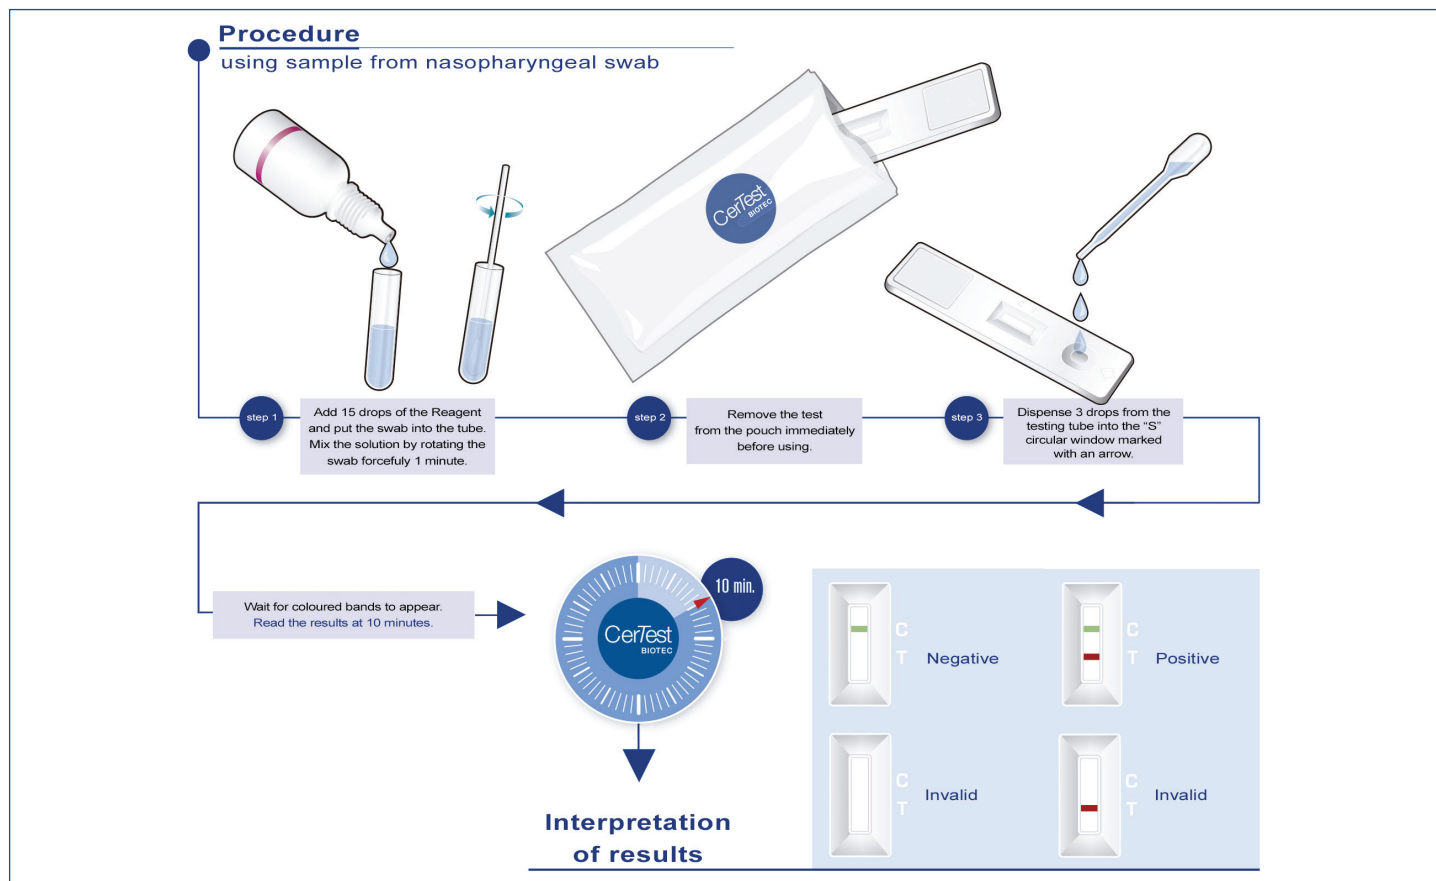 Procedure
using sample from nasopharyngeal swab
CerTest
BIOTEC
step 1
Add 15 drops of the Reagent
and put the swab into the tube.
Mix the solution by rotating the
swab forcefuly 1 minute.
step 2
Remove the test
from the pouch immediately
before using.
step 3
Dispense 3 drops from the
testing tube into the “S”
circular window marked
with an arrow.
Wait for coloured bands to appear.
Read the results at 10 minutes.
10 min.
CerTest
BIOTEC
C
T
Negative
C
T
Positive
C
T
Invalid
C
T
Invalid
Interpretation
of results